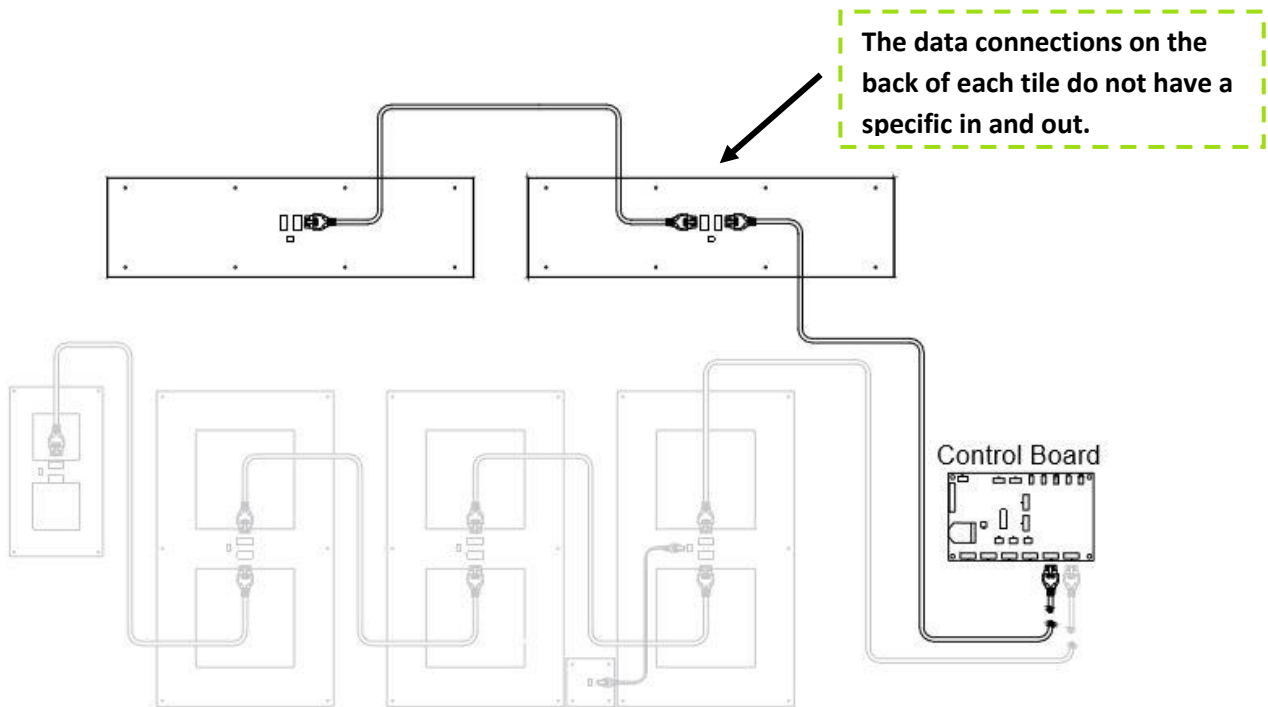 The data connections on the
back of each tile do not have a
specific in and out.
Control Board